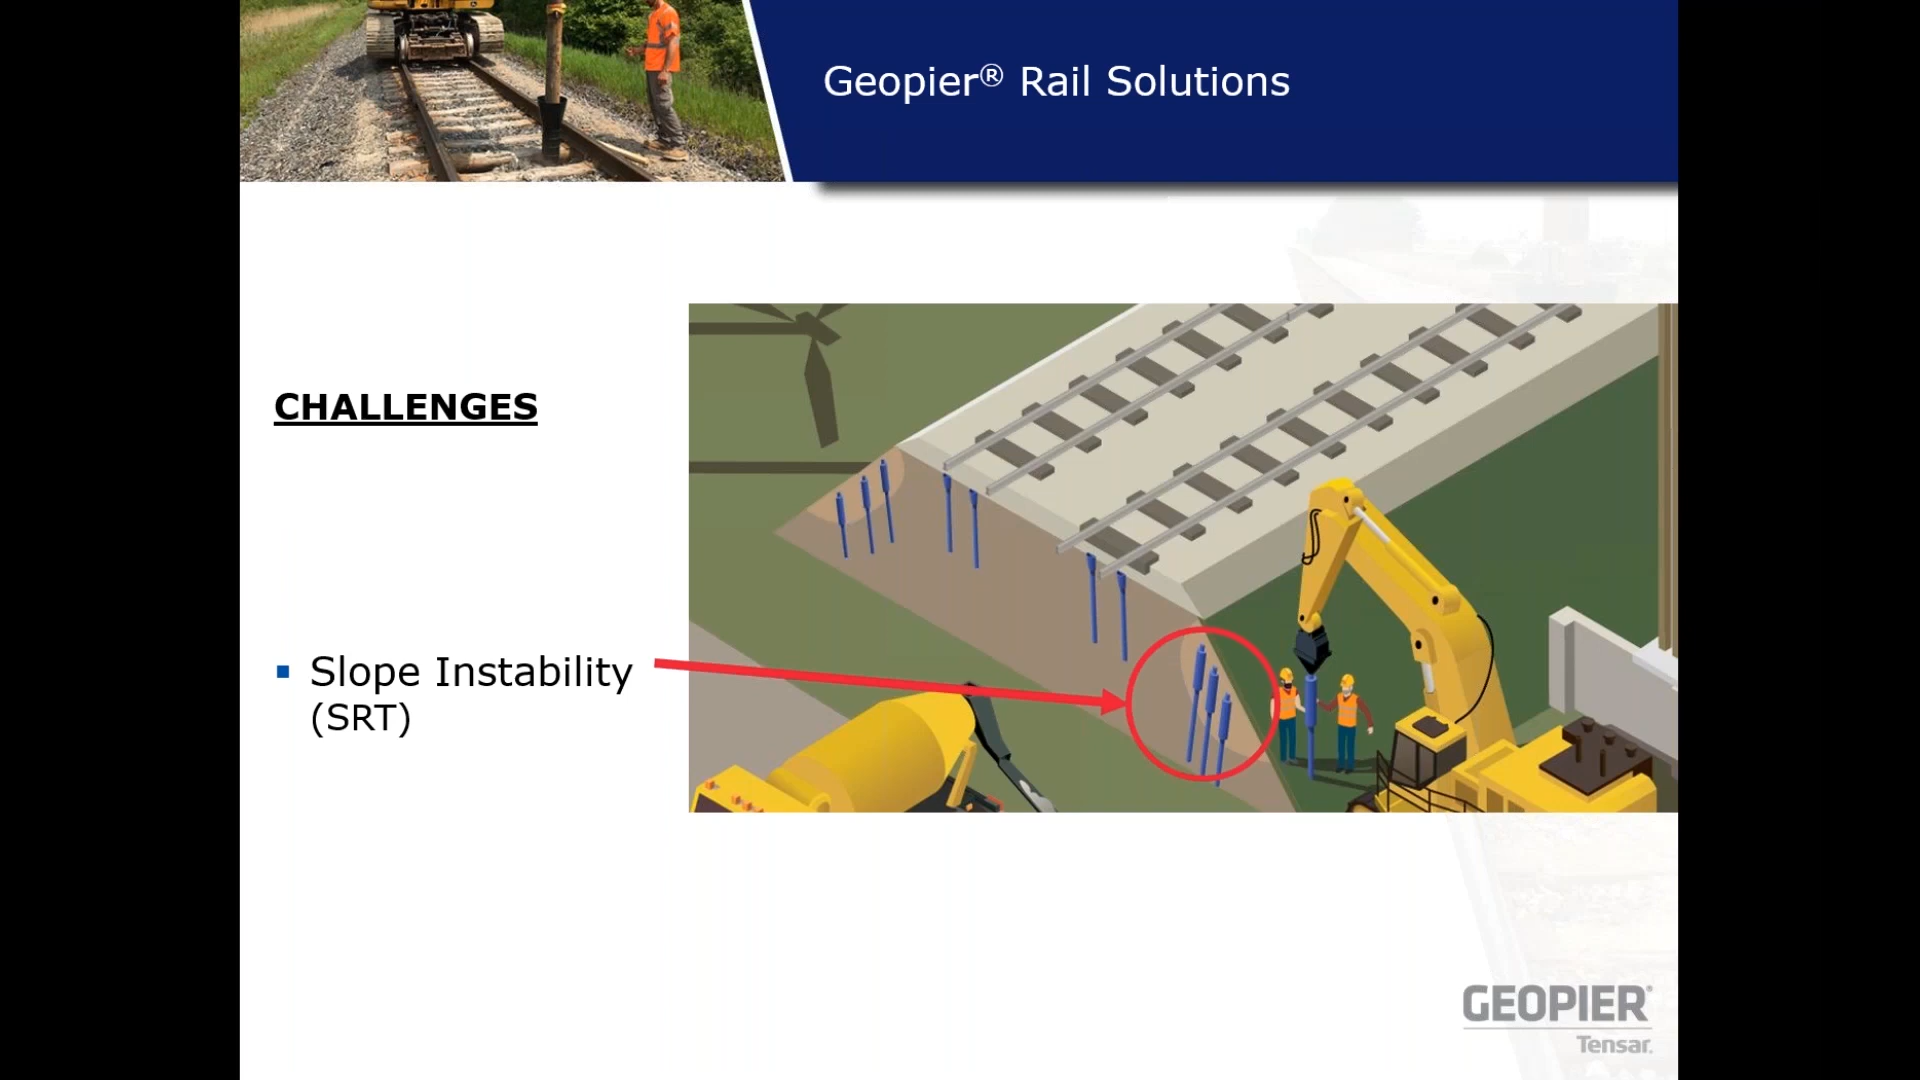 Geopier® Rail Solutions
CHALLENGES
▪ Slope Instability
(SRT)
GEOPIER®
Tensar.